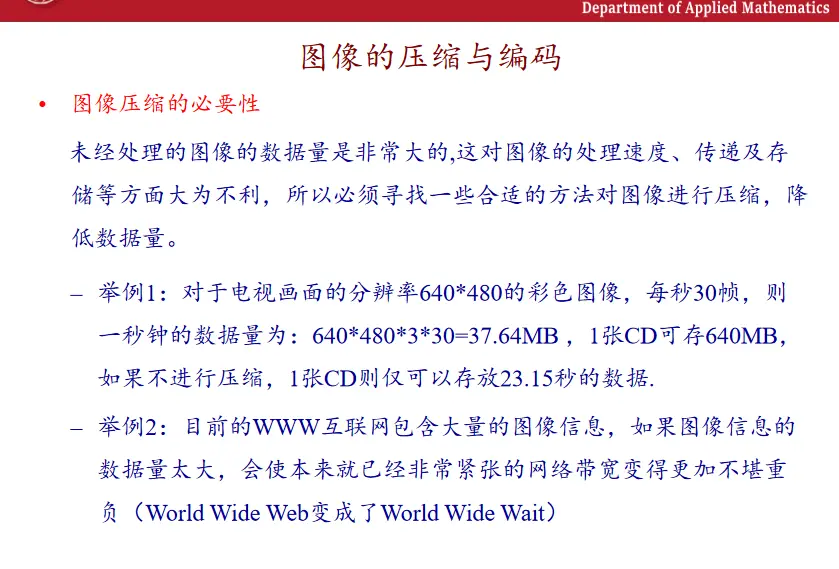 Department of Applied Mathematics
图像的压缩与编码
• 图像压缩的必要性
未经处理的图像的数据量是非常大的,这对图像的处理速度、传递及存
储等方面大为不利，所以必须寻找一些合适的方法对图像进行压缩，降
低数据量。
– 举例1：对于电视画面的分辨率640*480的彩色图像，每秒30帧，则
一秒钟的数据量为：640*480*3*30=37.64MB ，1张CD可存640MB，
如果不进行压缩，1张CD则仅可以存放23.15秒的数据.
– 举例2：目前的WWW互联网包含大量的图像信息，如果图像信息的
数据量太大，会使本来就已经非常紧张的网络带宽变得更加不堪重
负（World Wide Web变成了World Wide Wait）